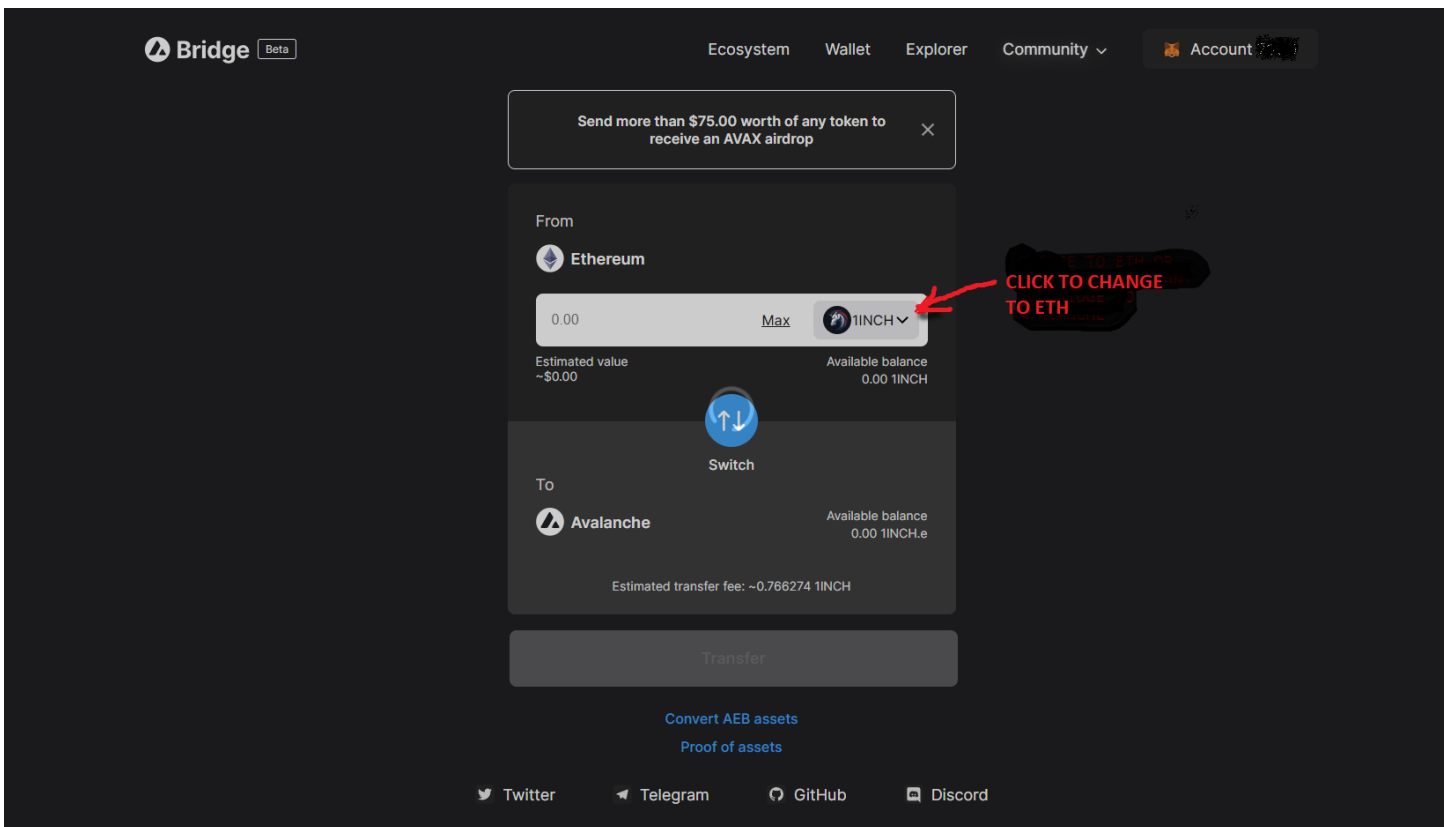 Bridge Beta
Ecosystem Wallet Explorer Community Account
Send more than $75.00 worth of any token to
receive an AVAX airdrop
From
Ethereum
0.00 Max 1INCH
CLICK TO CHANGE
TO ETH
Estimated value Available balance
~$0.00 0.00 1INCH
Switch
To
Avalanche
Available balance
0.00 1INCH.e
Estimated transfer fee: ~0.766274 1INCH
Transfer
Convert AEB assets
Proof of assets
Twitter Telegram GitHub Discord